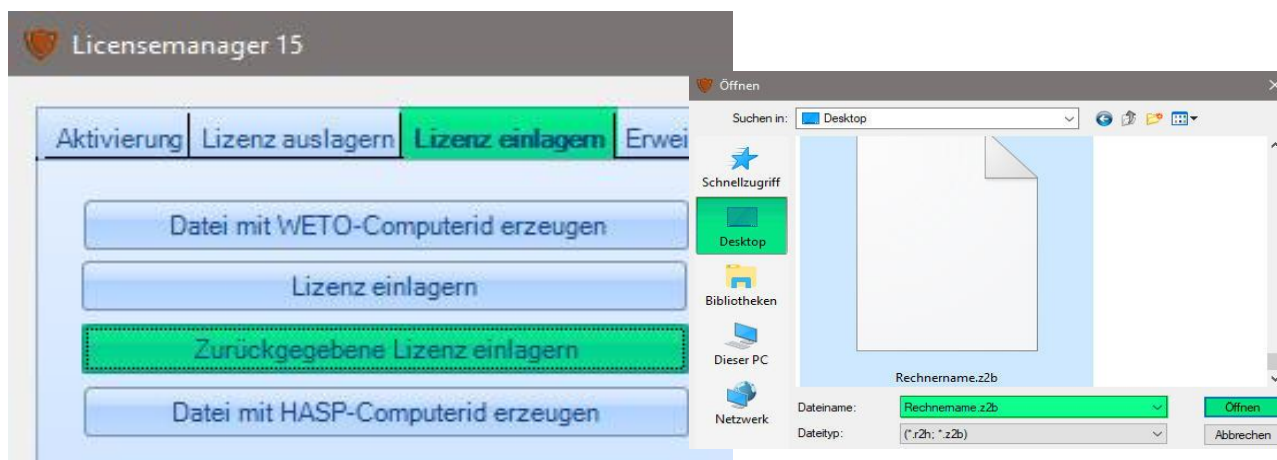 Licensemanager 15
Aktivierung Lizenz auslagern Lizenz einlagern Erwei
Datei mit WETO-Computerid erzeugen
Lizenz einlagern
Zurückgegebene Lizenz einlagern
Datei mit HASP-Computerid erzeugen
Öffnen
Suchen in: Desktop
Schnellzugriff
Desktop
Bibliotheken
Dieser PC
Netzwerk
Rechnername.z2b
Dateiname: Rechnername.z2b Öffnen
Dateityp: (*.r2h; *.z2b) Abbrechen